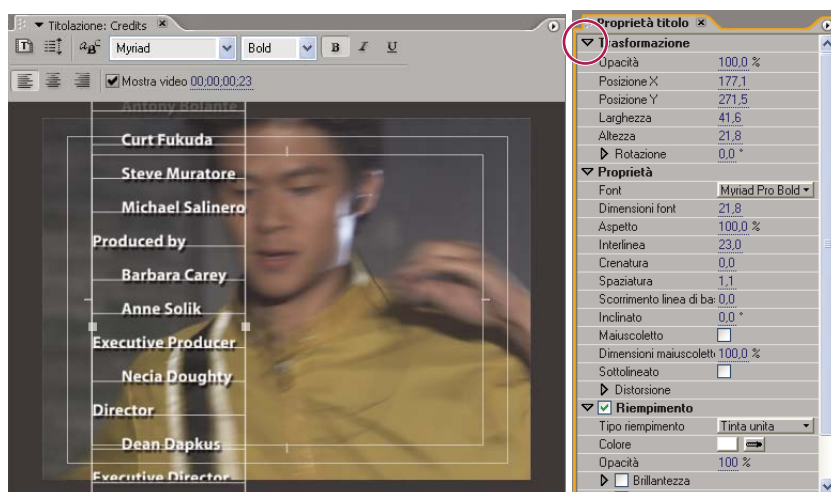 Titolazione: Credits
Myriad
Bold
B I U
Mostra video 00;00;00;23
Antony Bolante
Curt Fukuda
Steve Muratore
Michael Salinero
Produced by
Barbara Carey
Anne Solik
Executive Producer
Necia Doughty
Director
Dean Dapkus
Executive Director
Proprietà titolo
Trasformazione
Opacità 100,0 %
Posizione X 177,1
Posizione Y 271,5
Larghezza 41,6
Altezza 21,8
Rotazione 0,0 °
Proprietà
Font Myriad Pro Bold
Dimensioni font 21,8
Aspetto 100,0 %
Interlinea 23,0
Crenatura 0,0
Spaziatura 1,1
Scorrimento linea di ba: 0,0
Inclinato 0,0 °
Maiuscoletto
Dimensioni maiuscoletti 100,0 %
Sottolineato
Distorsione
Riempimento
Tipo riempimento Tinta unita
Colore
Opacità 100 %
Brillantezza